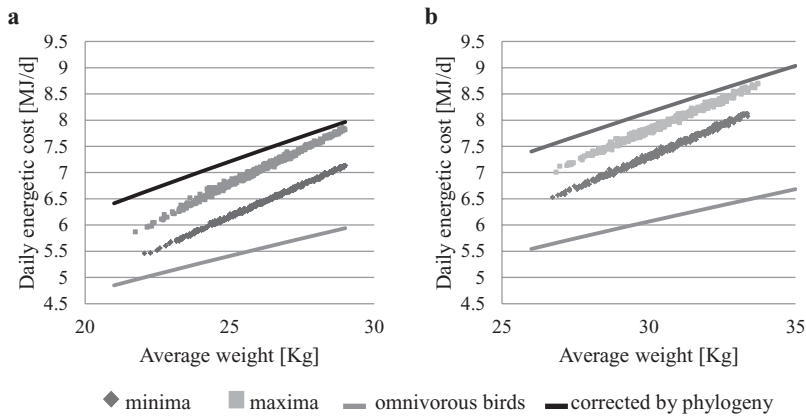 a
b
Daily energetic cost [MJ/d]
9.5
9
8.5
8
7.5
7
6.5
6
5.5
5
4.5
20 25 30
Average weight [Kg]
Daily energetic cost [MJ/d]
9.5
9
8.5
8
7.5
7
6.5
6
5.5
5
4.5
25 30 35
Average weight [Kg]
minima maxima omnivorous birds corrected by phylogeny